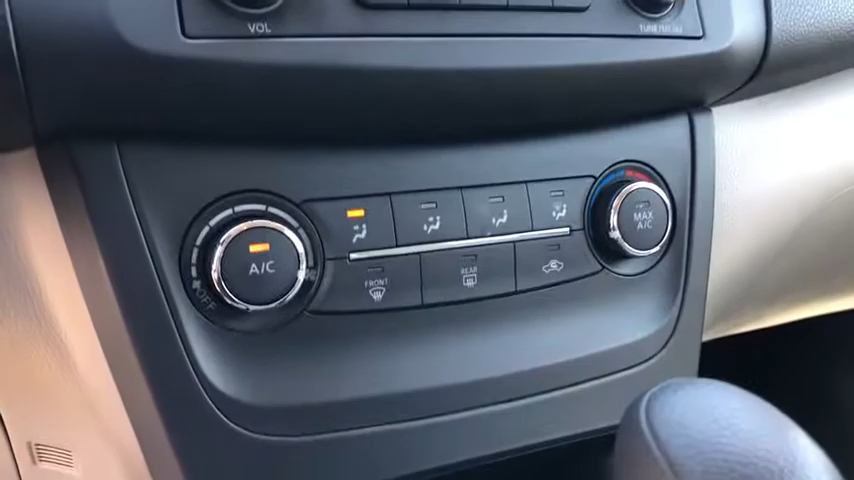 VOL
TUNE/MENU
A/C
OFF
FRONT
REAR
MAX
A/C